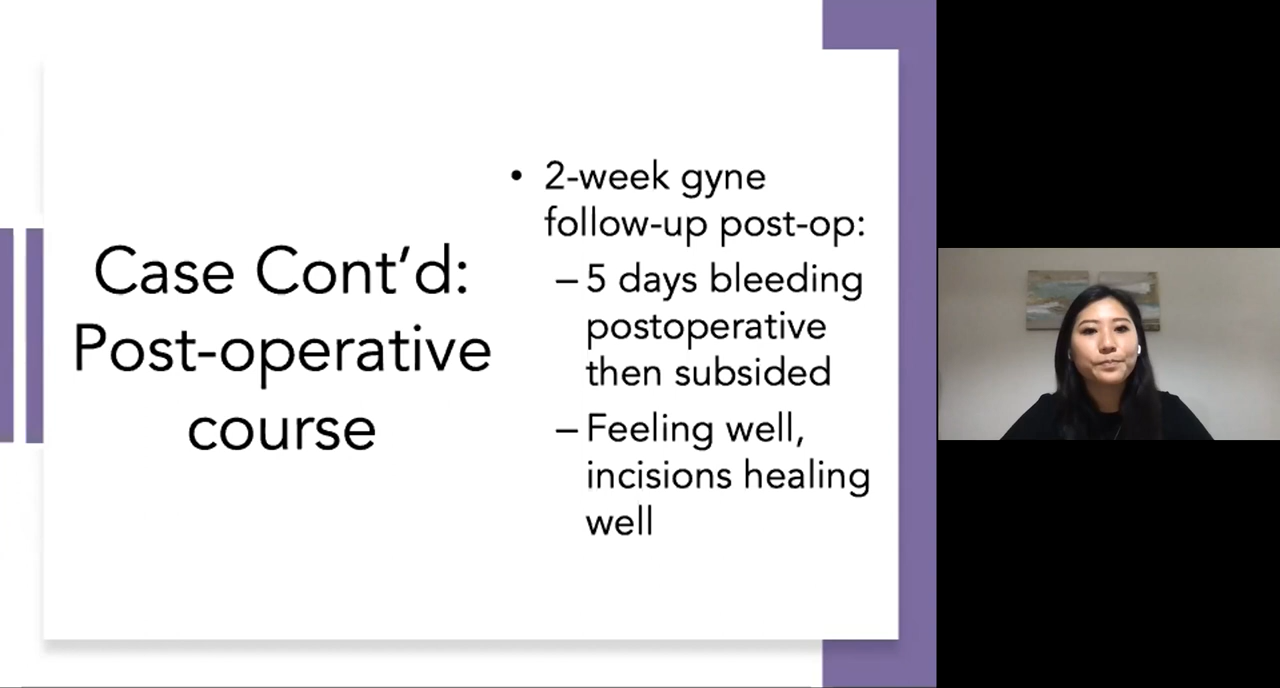 Case Cont’d:
Post-operative
course
• 2-week gyne
follow-up post-op:
– 5 days bleeding
postoperative
then subsided
– Feeling well,
incisions healing
well